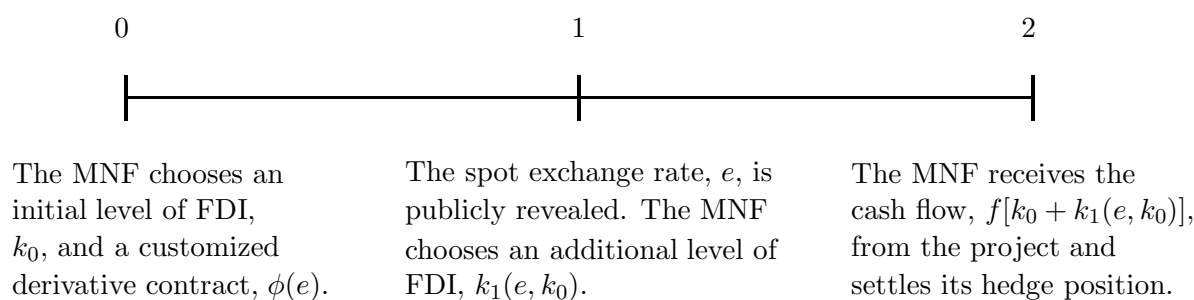 0
1
2
The MNF chooses an
initial level of FDI,
k₀, and a customized
derivative contract, ϕ(e).
The spot exchange rate, e, is
publicly revealed. The MNF
chooses an additional level of
FDI, k₁(e, k₀).
The MNF receives the
cash flow, f[k₀ + k₁(e, k₀)],
from the project and
settles its hedge position.